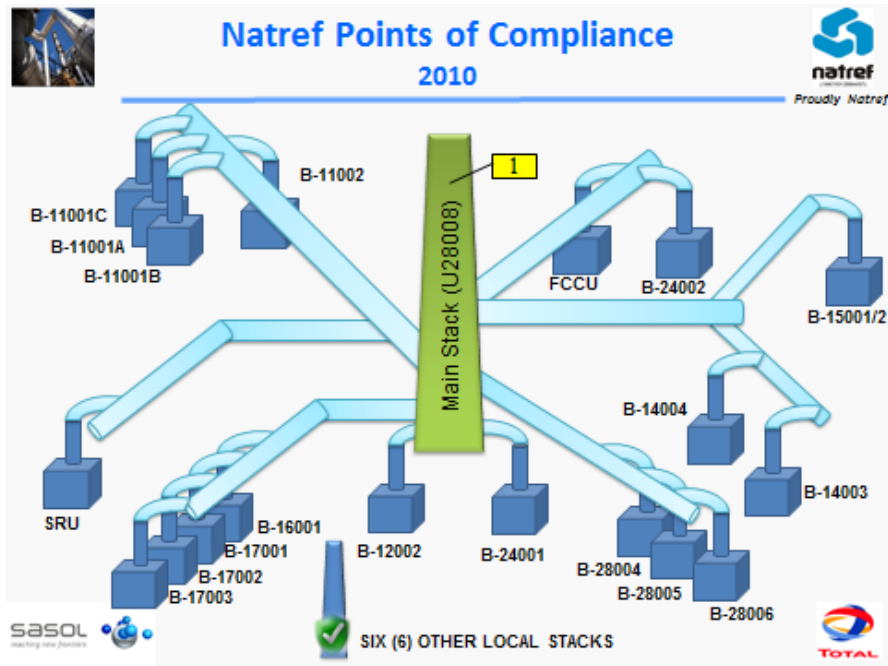 Natref Points of Compliance
2010
natref
Proudly Natref
1
B-11002
B-11001C
B-11001A
B-11001B
Main Stack (U28008)
FCCU
B-24002
B-15001/2
B-14004
B-14003
SRU
B-16001
B-17001
B-17002
B-17003
B-12002
B-24001
B-28004
B-28005
B-28006
sasol
reaching new frontiers
SIX (6) OTHER LOCAL STACKS
TOTAL